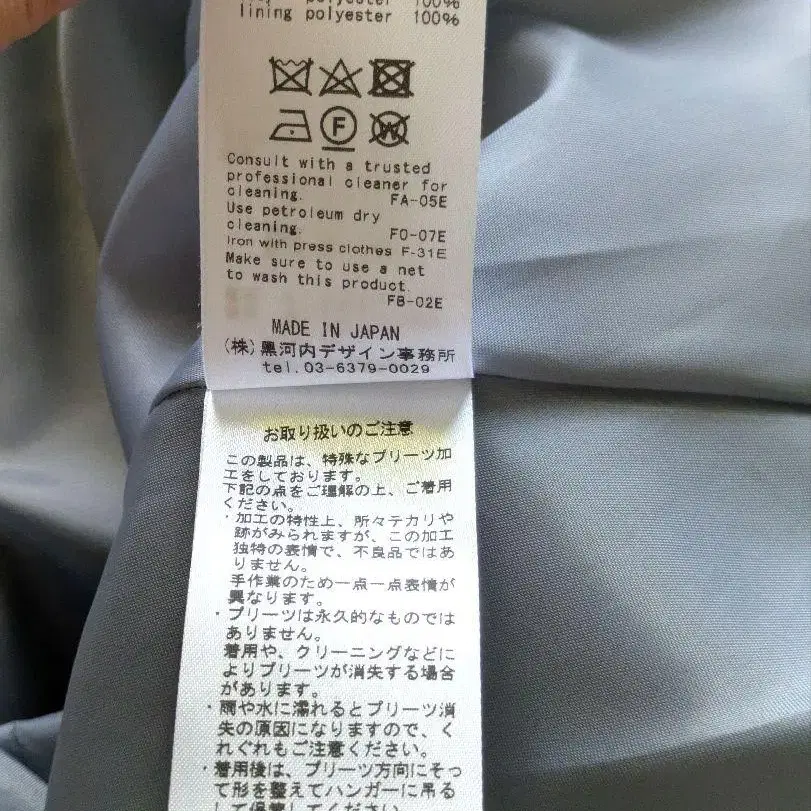 polyester 100%
lining polyester 100%
F
W
Consult with a trusted
professional cleaner for
cleaning. FA-05E
Use petroleum dry
cleaning. FO-07E
Iron with press clothes F-31E
Make sure to use a net
to wash this product.
FB-02E
MADE IN JAPAN
(株)黒河内デザイン事務所
tel.03-6379-0029
お取り扱いのご注意
この製品は、特殊なプリーツ加
工をしております。
下記の点をご理解の上、ご着用
ください。
・加工の特性上、所々テカリや
跡がみられますが、この加工
独特の表情で、不良品ではあ
りません。
手作業のため一点一点表情が
異なります。
・プリーツは永久的なものでは
ありません。
着用や、クリーニングなどに
よりプリーツが消失する場合
があります。
・雨や水に濡れるとプリーツ消
失の原因になりますので、く
れぐれもご注意ください。
・着用後は、プリーツ方向にそっ
て形を整えてハンガーに吊る
して保管してください。